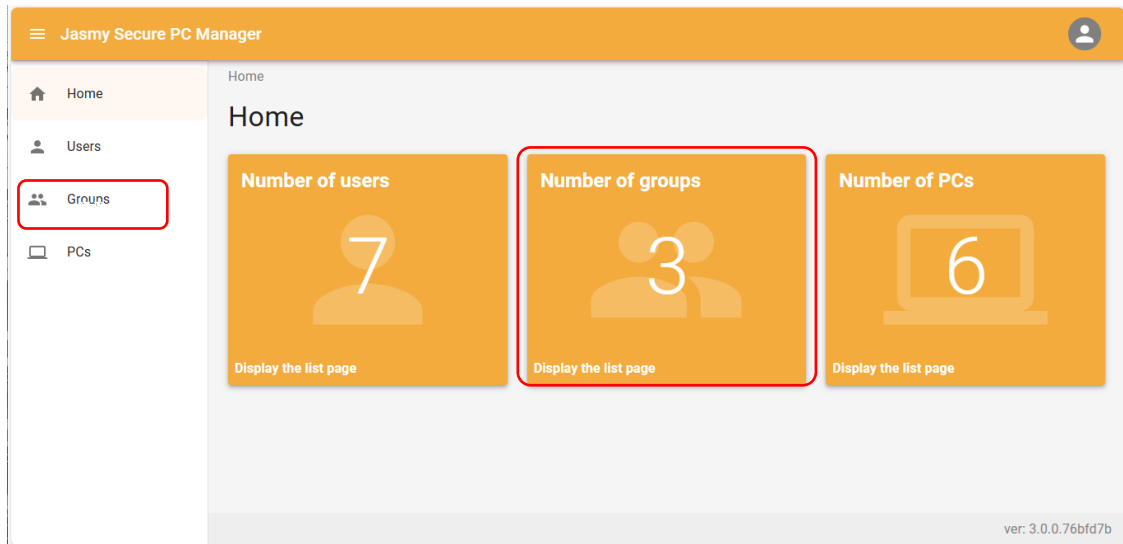 Jasmy Secure PC Manager
Home
Users
Groups
PCs
Home
Home
Number of users
7
Display the list page
Number of groups
3
Display the list page
Number of PCs
6
Display the list page
ver: 3.0.0.76bfd7b